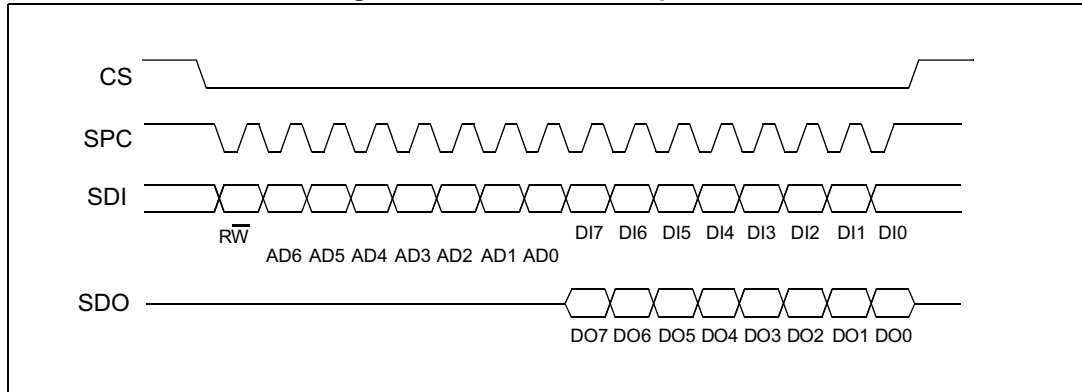 CS
SPC
SDI
RW DI7 DI6 DI5 DI4 DI3 DI2 DI1 DI0
AD6 AD5 AD4 AD3 AD2 AD1 AD0
SDO
DO7 DO6 DO5 DO4 DO3 DO2 DO1 DO0